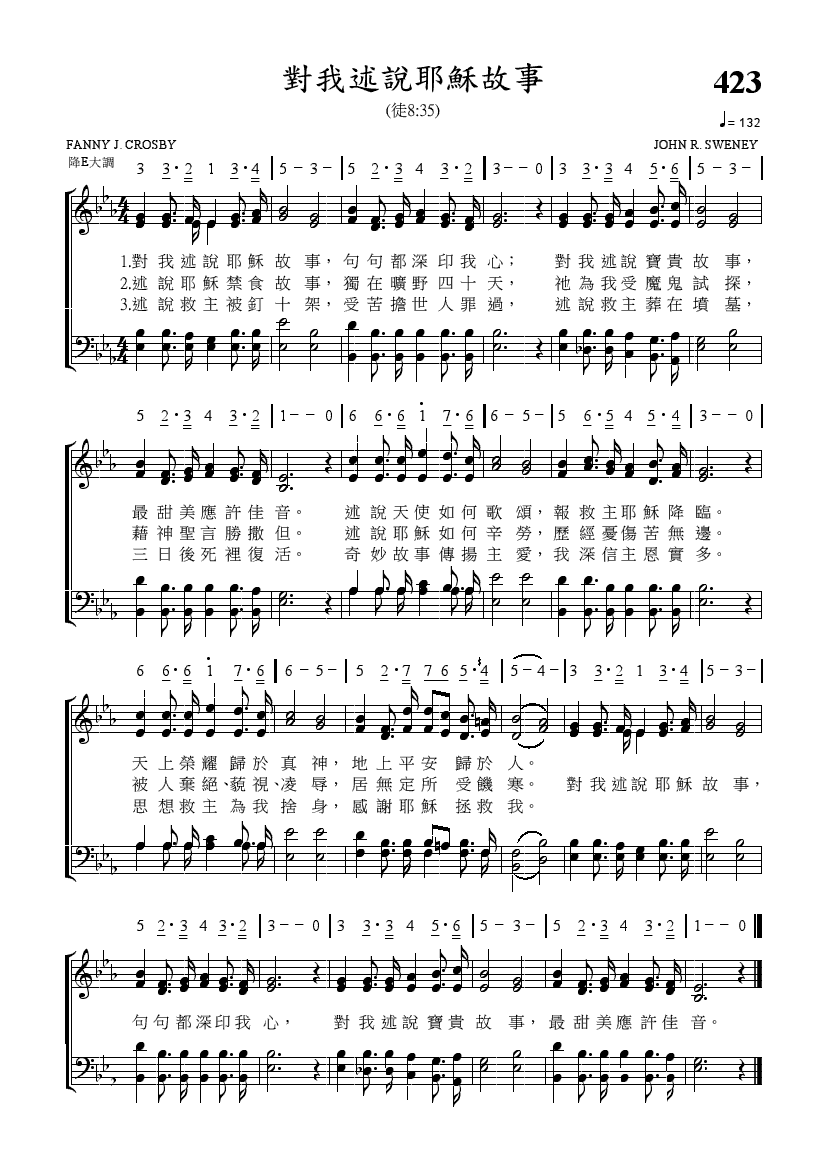 對我述說耶穌故事
423
(徒8:35)
♩= 132
FANNY J. CROSBY
JOHN R. SWENEY
降E大調
3 3·2 1 3·4 | 5－3－ | 5 2·3 4 3·2 | 3－－0 | 3 3·3 4 5·6 | 5－3－ |
1.對我述說耶穌故事，句句都深印我心； 對我述說寶貴故事，
2.述說耶穌禁食故事，獨在曠野四十天， 祂為我受魔鬼試探，
3.述說救主被釘十架，受苦擔世人罪過， 述說救主葬在墳墓，
5 2·3 4 3·2 | 1－－0 | 6 6·6 i 7·6 | 6－5－ | 5 6·5 4 5·4 | 3－－0 |
最甜美應許佳音。 述說天使如何歌頌，報救主耶穌降臨。
藉神聖言勝撒但。 述說耶穌如何辛勞，歷經憂傷苦無邊。
三日後死裡復活。 奇妙故事傳揚主愛，我深信主恩實多。
6 6·6 i 7·6 | 6－5－ | 5 2·7 7 6 5·4 | 5－4－ | 3 3·2 1 3·4 | 5－3－ |
天上榮耀歸於真神，地上平安歸於人。
被人棄絕、藐視、凌辱，居無定所受饑寒。 對我述說耶穌故事，
思想救主為我捨身，感謝耶穌拯救我。
5 2·3 4 3·2 | 3－－0 | 3 3·3 4 5·6 | 5－3－ | 5 2·3 4 3·2 | 1－－0
句句都深印我心， 對我述說寶貴故事，最甜美應許佳音。